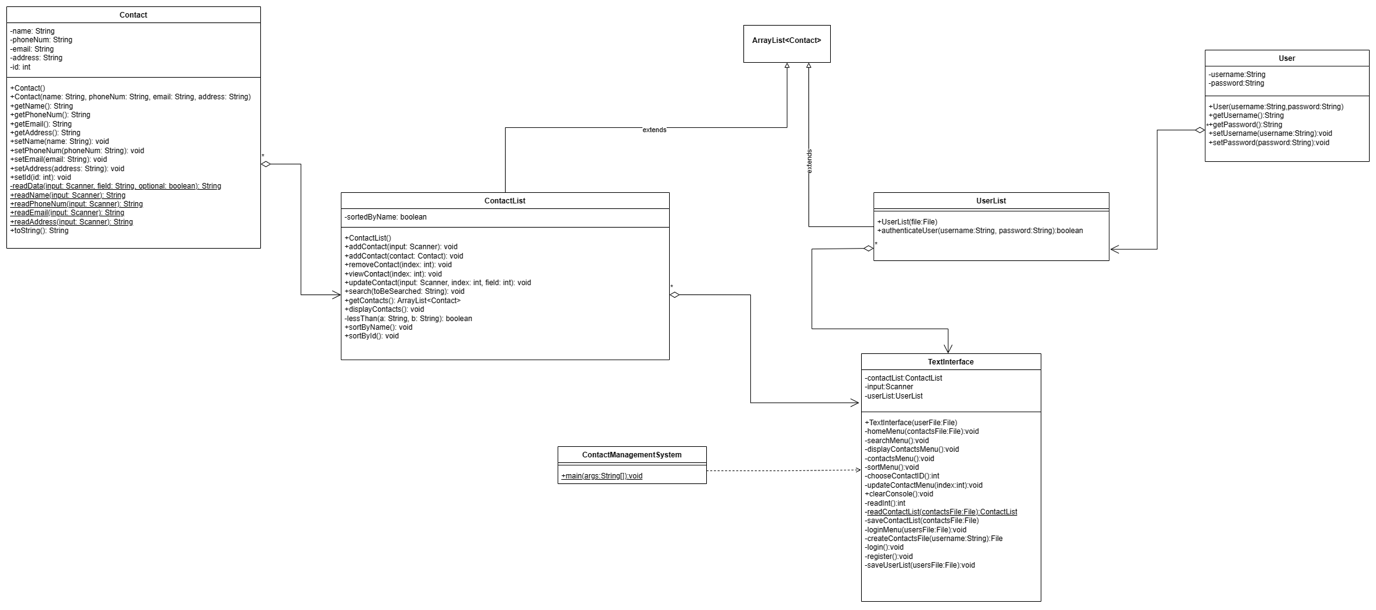 Contact
-name: String
-phoneNum: String
-email: String
-address: String
-id: int
+Contact()
+Contact(name: String, phoneNum: String, email: String, address: String)
+getName(): String
+getPhoneNum(): String
+getEmail(): String
+getAddress(): String
+setName(name: String): void
+setPhoneNum(phoneNum: String): void
+setEmail(email: String): void
+setAddress(address: String): void
+setId(id: int): void
-readData(input: Scanner, field: String, optional: boolean): String
+readName(input: Scanner): String
+readPhoneNum(input: Scanner): String
+readEmail(input: Scanner): String
+readAddress(input: Scanner): String
+toString(): String
*
ArrayList<Contact>
extends
extends
User
-username:String
-password:String
+User(username:String,password:String)
+getUsername():String
+getPassword():String
+setUsername(username:String):void
+setPassword(password:String):void
*
ContactList
-sortedByName: boolean
+ContactList()
+addContact(input: Scanner): void
+addContact(contact: Contact): void
+removeContact(index: int): void
+viewContact(index: int): void
+updateContact(input: Scanner, index: int, field: int): void
+search(toBeSearched: String): void
+getContacts(): ArrayList<Contact>
+displayContacts(): void
-lessThan(a: String, b: String): boolean
+sortByName(): void
+sortById(): void
*
UserList
+UserList(file:File)
+authenticateUser(username:String, password:String):boolean
*
TextInterface
-contactList:ContactList
-input:Scanner
-userList:UserList
+TextInterface(userFile:File)
-homeMenu(contactsFile:File):void
-searchMenu():void
-displayContactsMenu():void
-contactsMenu():void
-sortMenu():void
-chooseContactID():int
-updateContactMenu(index:int):void
+clearConsole():void
-readInt():int
-readContactList(contactsFile:File):ContactList
-saveContactList(contactsFile:File)
-loginMenu(usersFile:File):void
-createContactsFile(username:String):File
-login():void
-register():void
-saveUserList(usersFile:File):void
ContactManagementSystem
+main(args:String[]):void